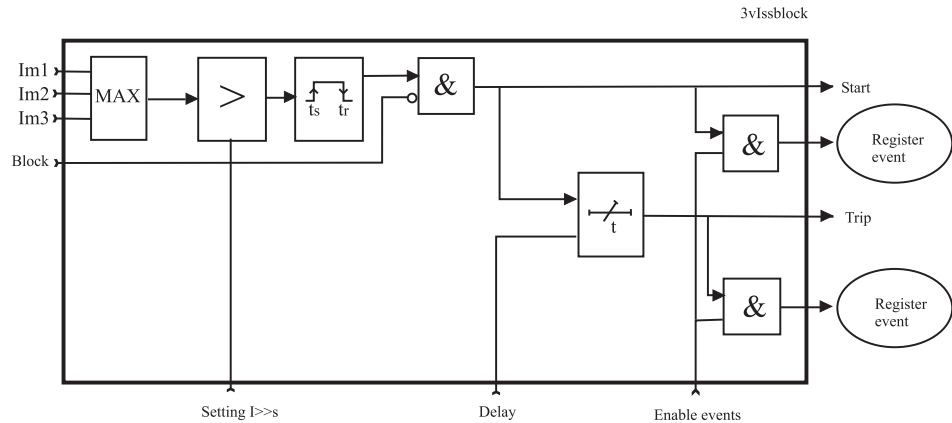 3vIssblock
Im1
Im2
Im3
MAX
>
ts tr
&
Start
Block
&
Register
event
t
Trip
&
Register
event
Setting I>>s
Delay
Enable events